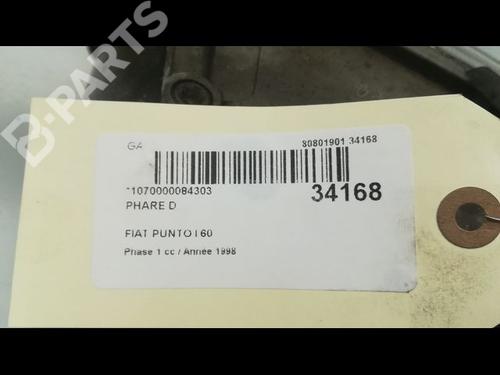 B-PARTS
GA 80801901 34168
*1070000084303 34168
PHARE D
FIAT PUNTO I 60
Phase 1 cc / Année 1998